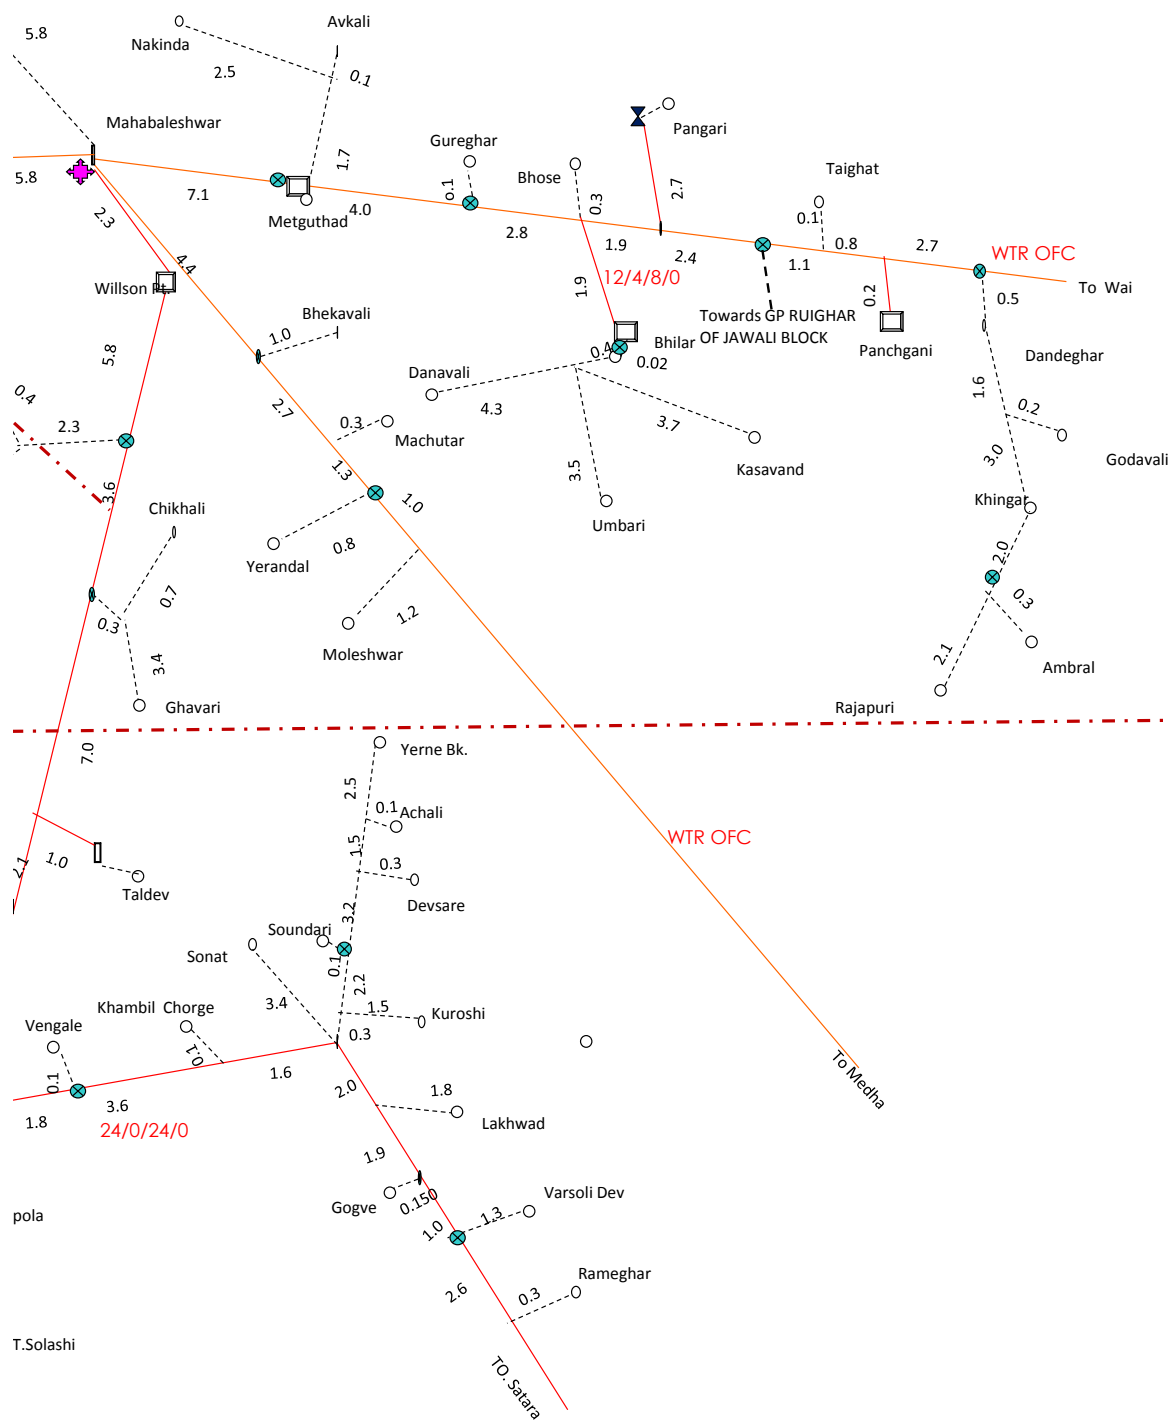 5.8
Nakinda
Avkali
2.5
0.1
Mahabaleshwar
Gureghar
Pangari
Bhose
Taighat
5.8
7.1
1.7
Metguthad
4.0
0.1
2.8
0.3
2.7
1.9
2.4
0.1
0.8
1.1
2.7
WTR OFC
To Wai
2.3
4.4
Willson Pt.
12/4/8/0
1.9
Towards GP RUIGHAR
OF JAWALI BLOCK
0.2
Panchgani
0.5
Dandeghar
Bhekavali
1.0
5.8
0.4
Bhilar
0.02
Danavali
4.3
3.7
Kasavand
3.5
Umbari
1.6
0.2
Godavali
3.0
Khingar
2.0
0.3
Ambral
2.1
Rajapuri
0.4
2.3
3.6
2.7
0.3
Machutar
1.3
1.0
Chikhali
Yerandal
0.8
0.7
0.3
3.4
Ghavari
1.2
Moleshwar
7.0
Yerne Bk.
2.5
0.1
Achali
1.5
0.3
Devsare
WTR OFC
2.1
1.0
Taldev
3.2
Soundari
0.1
Sonat
2.2
3.4
1.5
Kuroshi
0.3
Khambil Chorge
Vengale
0.1
0.1
1.6
1.8
3.6
24/0/24/0
2.0
1.8
Lakhwad
To Medha
1.9
Gogve
0.150
Varsoli Dev
1.3
1.0
pola
2.6
Rameghar
0.3
T.Solashi
TO. Satara